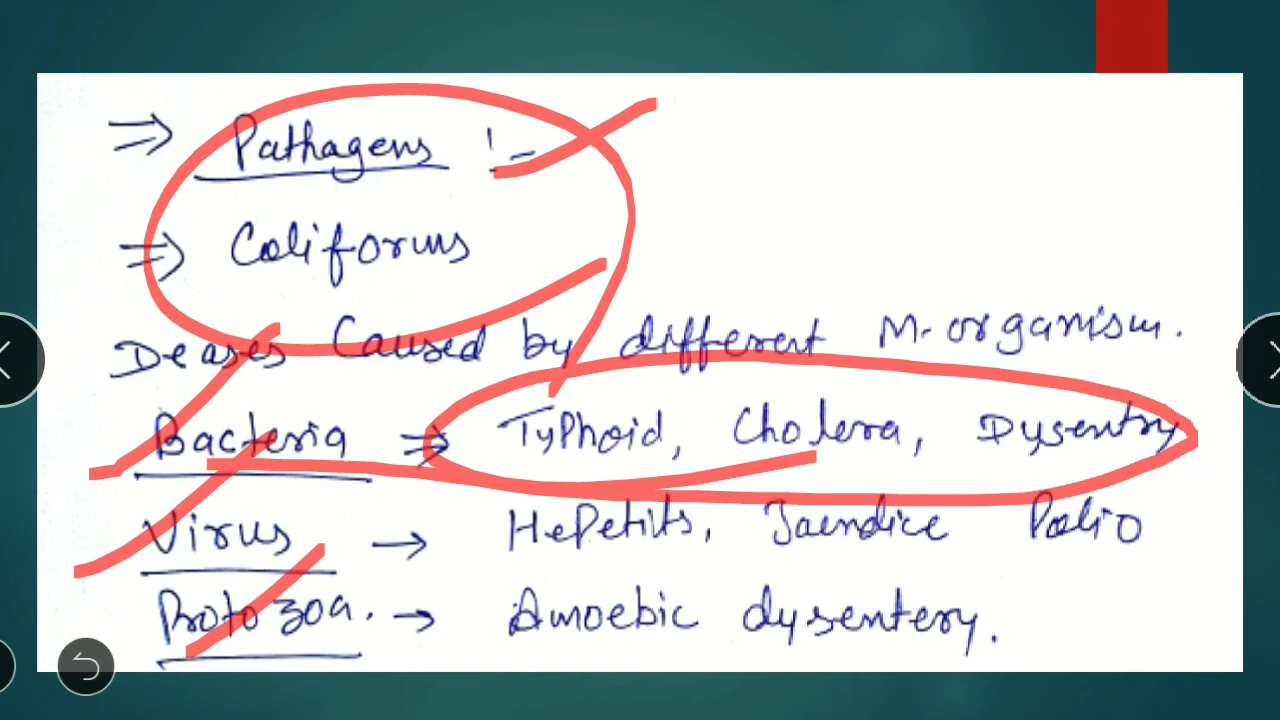 ⇒ Pathagens :-
⇒ Coliforms
Deases Caused by different M-organism.
Bacteria ⇒ Typhoid, Cholera, Dysentry
Virus → Hepetits, Jaendice Polio
Protozoa. → Amoebic dysentery.